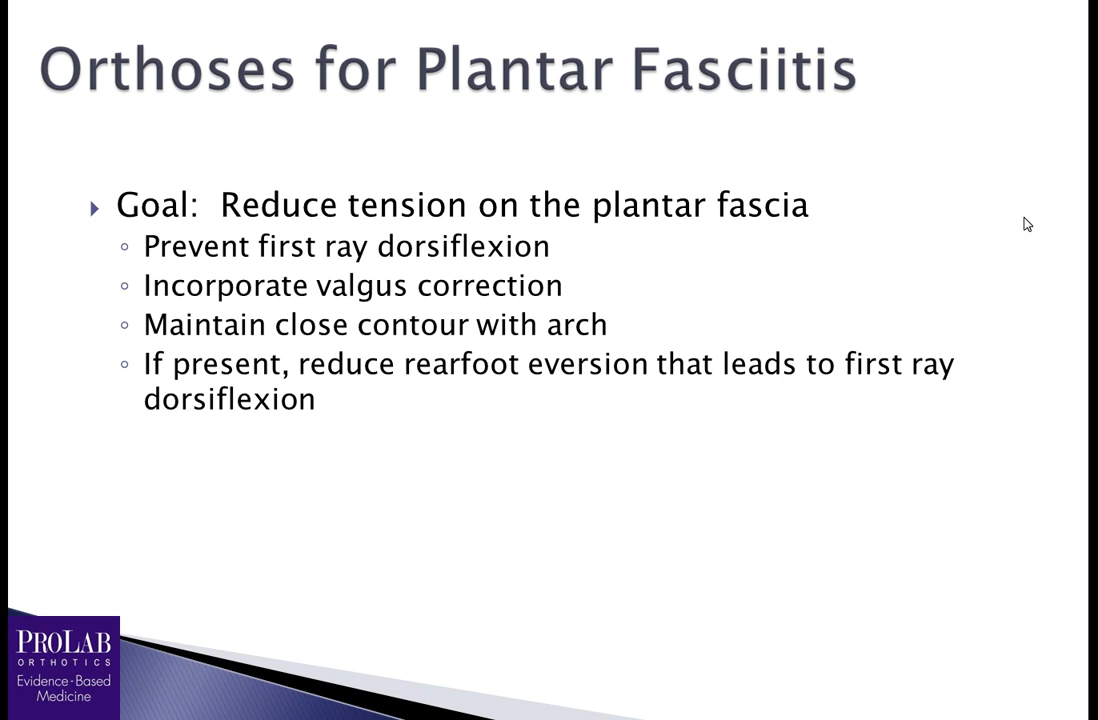 Orthoses for Plantar Fasciitis
Goal: Reduce tension on the plantar fascia
Prevent first ray dorsiflexion
Incorporate valgus correction
Maintain close contour with arch
If present, reduce rearfoot eversion that leads to first ray
dorsiflexion
PROLAB
ORTHOTICS
Evidence-Based
Medicine